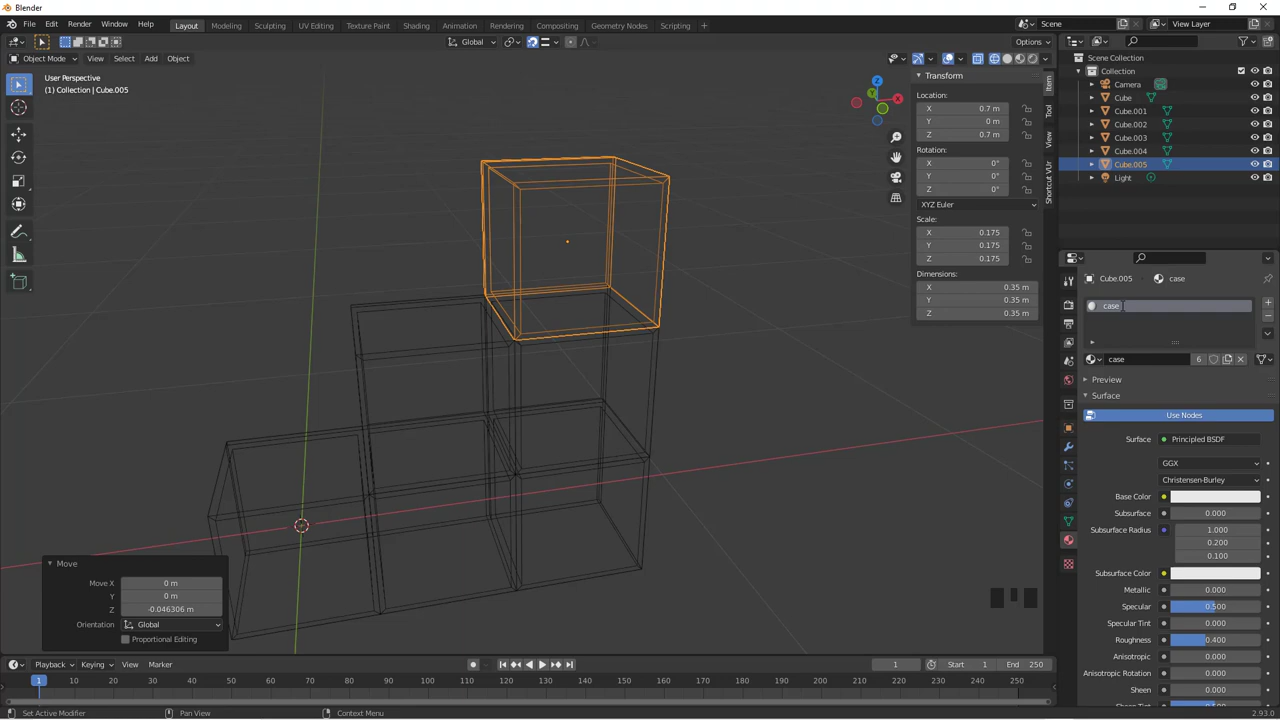 Blender
File Edit Render Window Help Layout Modeling Sculpting UV Editing Texture Paint Shading Animation Rendering Compositing Geometry Nodes Scripting + Scene View Layer
Global Options
Object Mode View Select Add Object
User Perspective
(1) Collection | Cube.005
Z
X
Y
Transform
Location:
X 0.7 m
Y 0 m
Z 0.7 m
Rotation:
X 0°
Y 0°
Z 0°
XYZ Euler
Scale:
X 0.175
Y 0.175
Z 0.175
Dimensions:
X 0.35 m
Y 0.35 m
Z 0.35 m
Item
Tool
View
Shortcut VUr
Scene Collection
Collection
Camera
Cube
Cube.001
Cube.002
Cube.003
Cube.004
Cube.005
Light
Cube.005 case
case
case 6
Preview
Surface
Use Nodes
Surface Principled BSDF
GGX
Christensen-Burley
Base Color
Subsurface 0.000
Subsurface Radius 1.000
0.200
0.100
Subsurface Color
Metallic 0.000
Specular 0.500
Specular Tint 0.000
Roughness 0.400
Anisotropic 0.000
Anisotropic Rotation 0.000
Sheen 0.000
Move
Move X 0 m
Y 0 m
Z -0.046306 m
Orientation Global
Proportional Editing
Playback Keying View Marker 1 Start 1 End 250
1 10 20 30 40 50 60 70 80 90 100 110 120 130 140 150 160 170 180 190 200 210 220 230 240 250
Set Active Modifier Pan View Context Menu 2.93.0